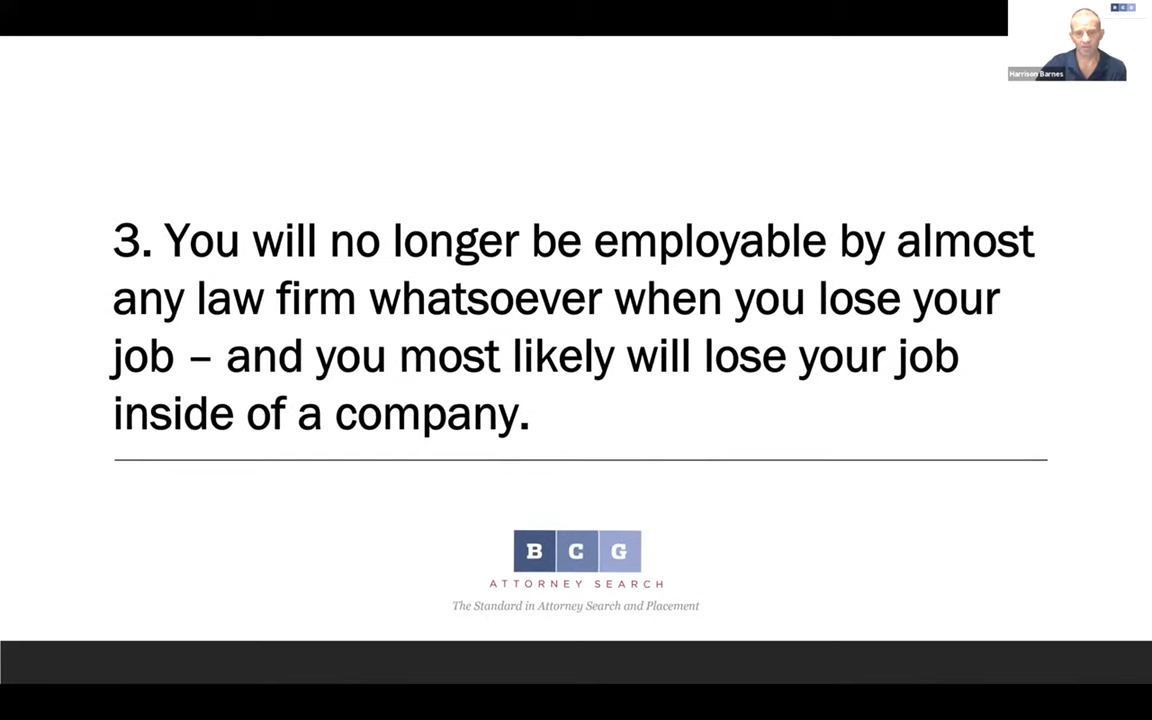 B C G
Harrison Barnes
3. You will no longer be employable by almost
any law firm whatsoever when you lose your
job – and you most likely will lose your job
inside of a company.
B C G
ATTORNEY SEARCH
The Standard in Attorney Search and Placement